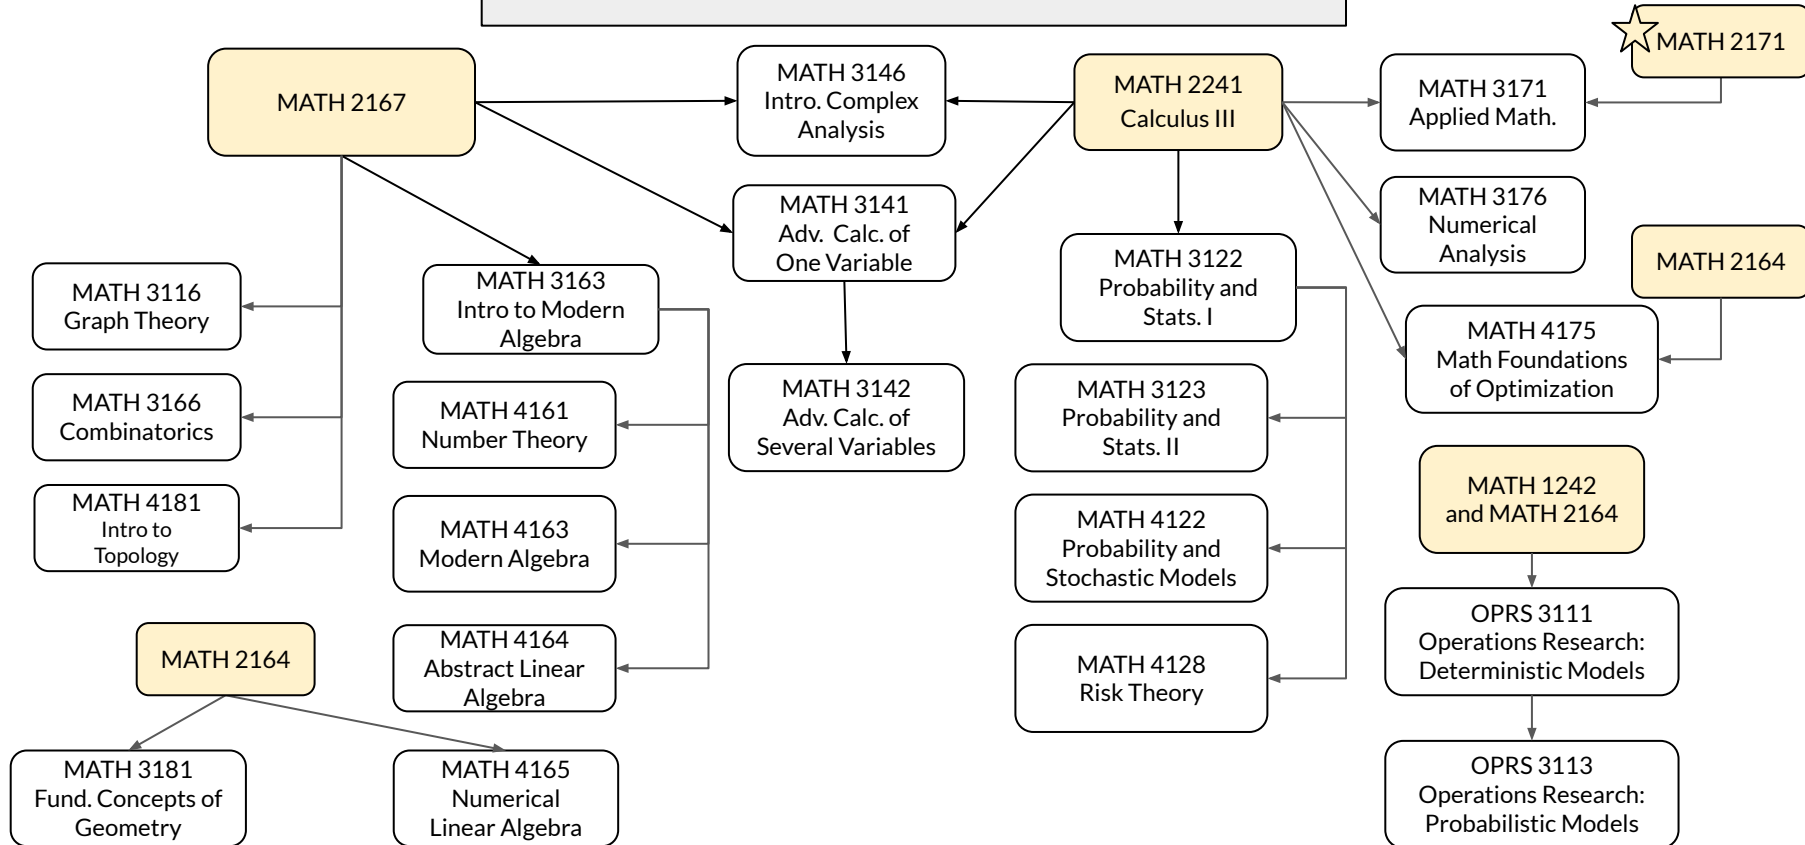 MATH 2171
MATH 2167
MATH 3146
Intro. Complex
Analysis
MATH 2241
Calculus III
MATH 3171
Applied Math.
MATH 3141
Adv. Calc. of
One Variable
MATH 3176
Numerical
Analysis
MATH 2164
MATH 3116
Graph Theory
MATH 3163
Intro to Modern
Algebra
MATH 3122
Probability and
Stats. I
MATH 4175
Math Foundations
of Optimization
MATH 3166
Combinatorics
MATH 4161
Number Theory
MATH 3142
Adv. Calc. of
Several Variables
MATH 3123
Probability and
Stats. II
MATH 1242
and MATH 2164
MATH 4181
Intro to
Topology
MATH 4163
Modern Algebra
MATH 4122
Probability and
Stochastic Models
OPRS 3111
Operations Research:
Deterministic Models
MATH 2164
MATH 4164
Abstract Linear
Algebra
MATH 4128
Risk Theory
MATH 3181
Fund. Concepts of
Geometry
MATH 4165
Numerical
Linear Algebra
OPRS 3113
Operations Research:
Probabilistic Models